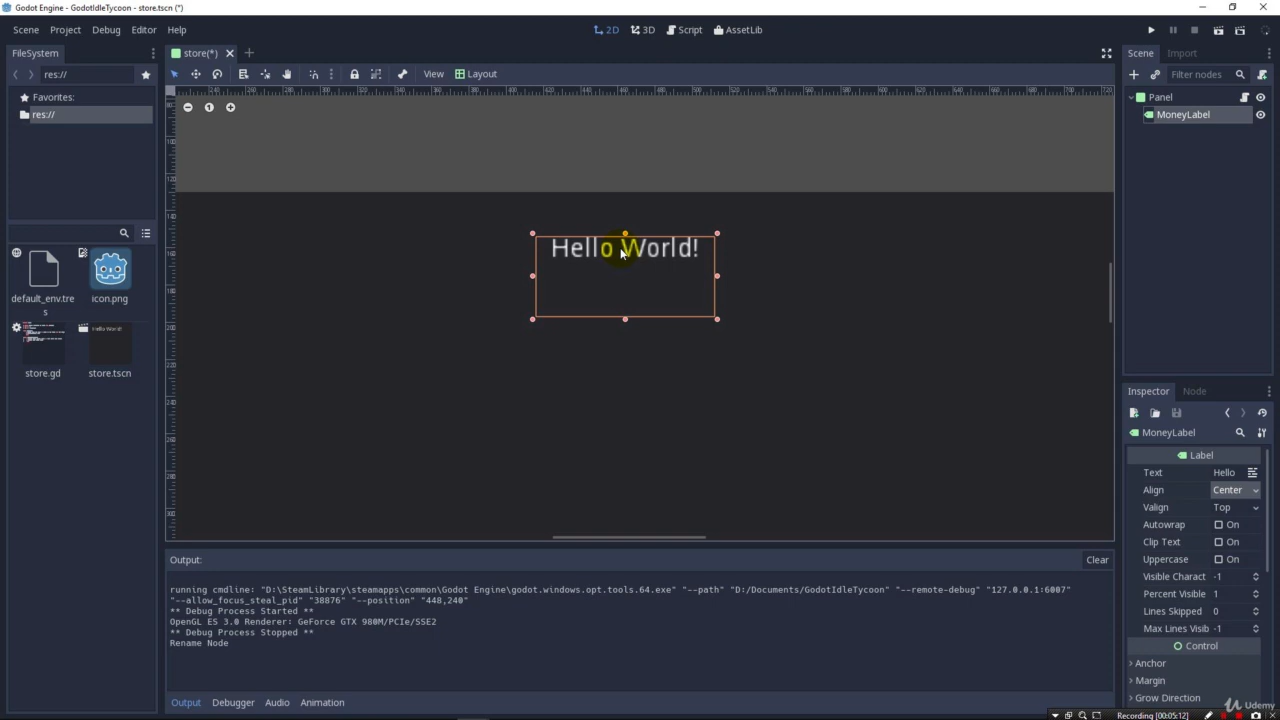 Godot Engine - GodotIdleTycoon - store.tscn (*)
Scene Project Debug Editor Help
2D 3D Script AssetLib
FileSystem
store(*)
Scene Import
res://
View Layout
Filter nodes
Favorites:
res://
Panel
MoneyLabel
Hello World!
default_env.tres
icon.png
store.gd
store.tscn
Inspector Node
MoneyLabel
Label
Text Hello
Align Center
Valign Top
Autowrap On
Clip Text On
Uppercase On
Visible Charact -1
Percent Visible 1
Lines Skipped 0
Max Lines Visib -1
Control
Anchor
Margin
Grow Direction
Output:
Clear
running cmdline: "D:\SteamLibrary\steamapps\common\Godot Engine\godot.windows.opt.tools.64.exe" "--path" "D:/Documents/GodotIdleTycoon" "--remote-debug" "127.0.0.1:6007"
"--allow_focus_steal_pid" "38876" "--position" "448,240"
** Debug Process Started **
OpenGL ES 3.0 Renderer: GeForce GTX 980M/PCIe/SSE2
** Debug Process Stopped **
Rename Node
Output Debugger Audio Animation
Recording [00:05:12]
Udemy